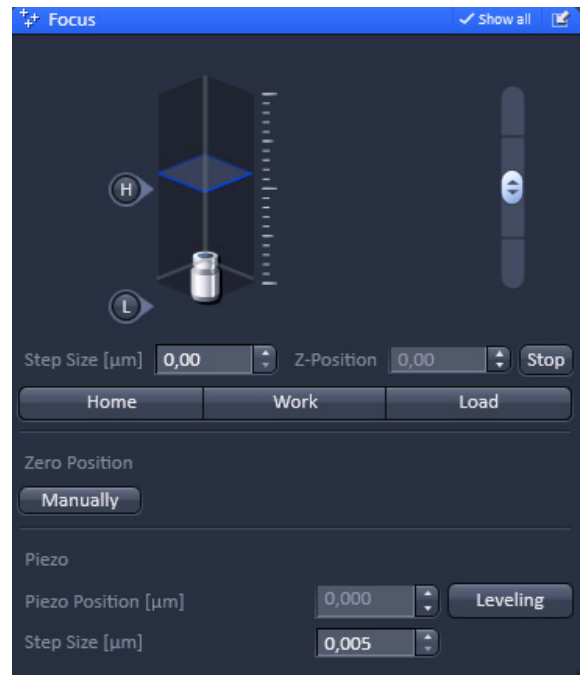 Focus
Show all
H
L
Step Size [µm] 0,00 Z-Position 0,00 Stop
Home Work Load
Zero Position
Manually
Piezo
Piezo Position [µm] 0,000 Leveling
Step Size [µm] 0,005